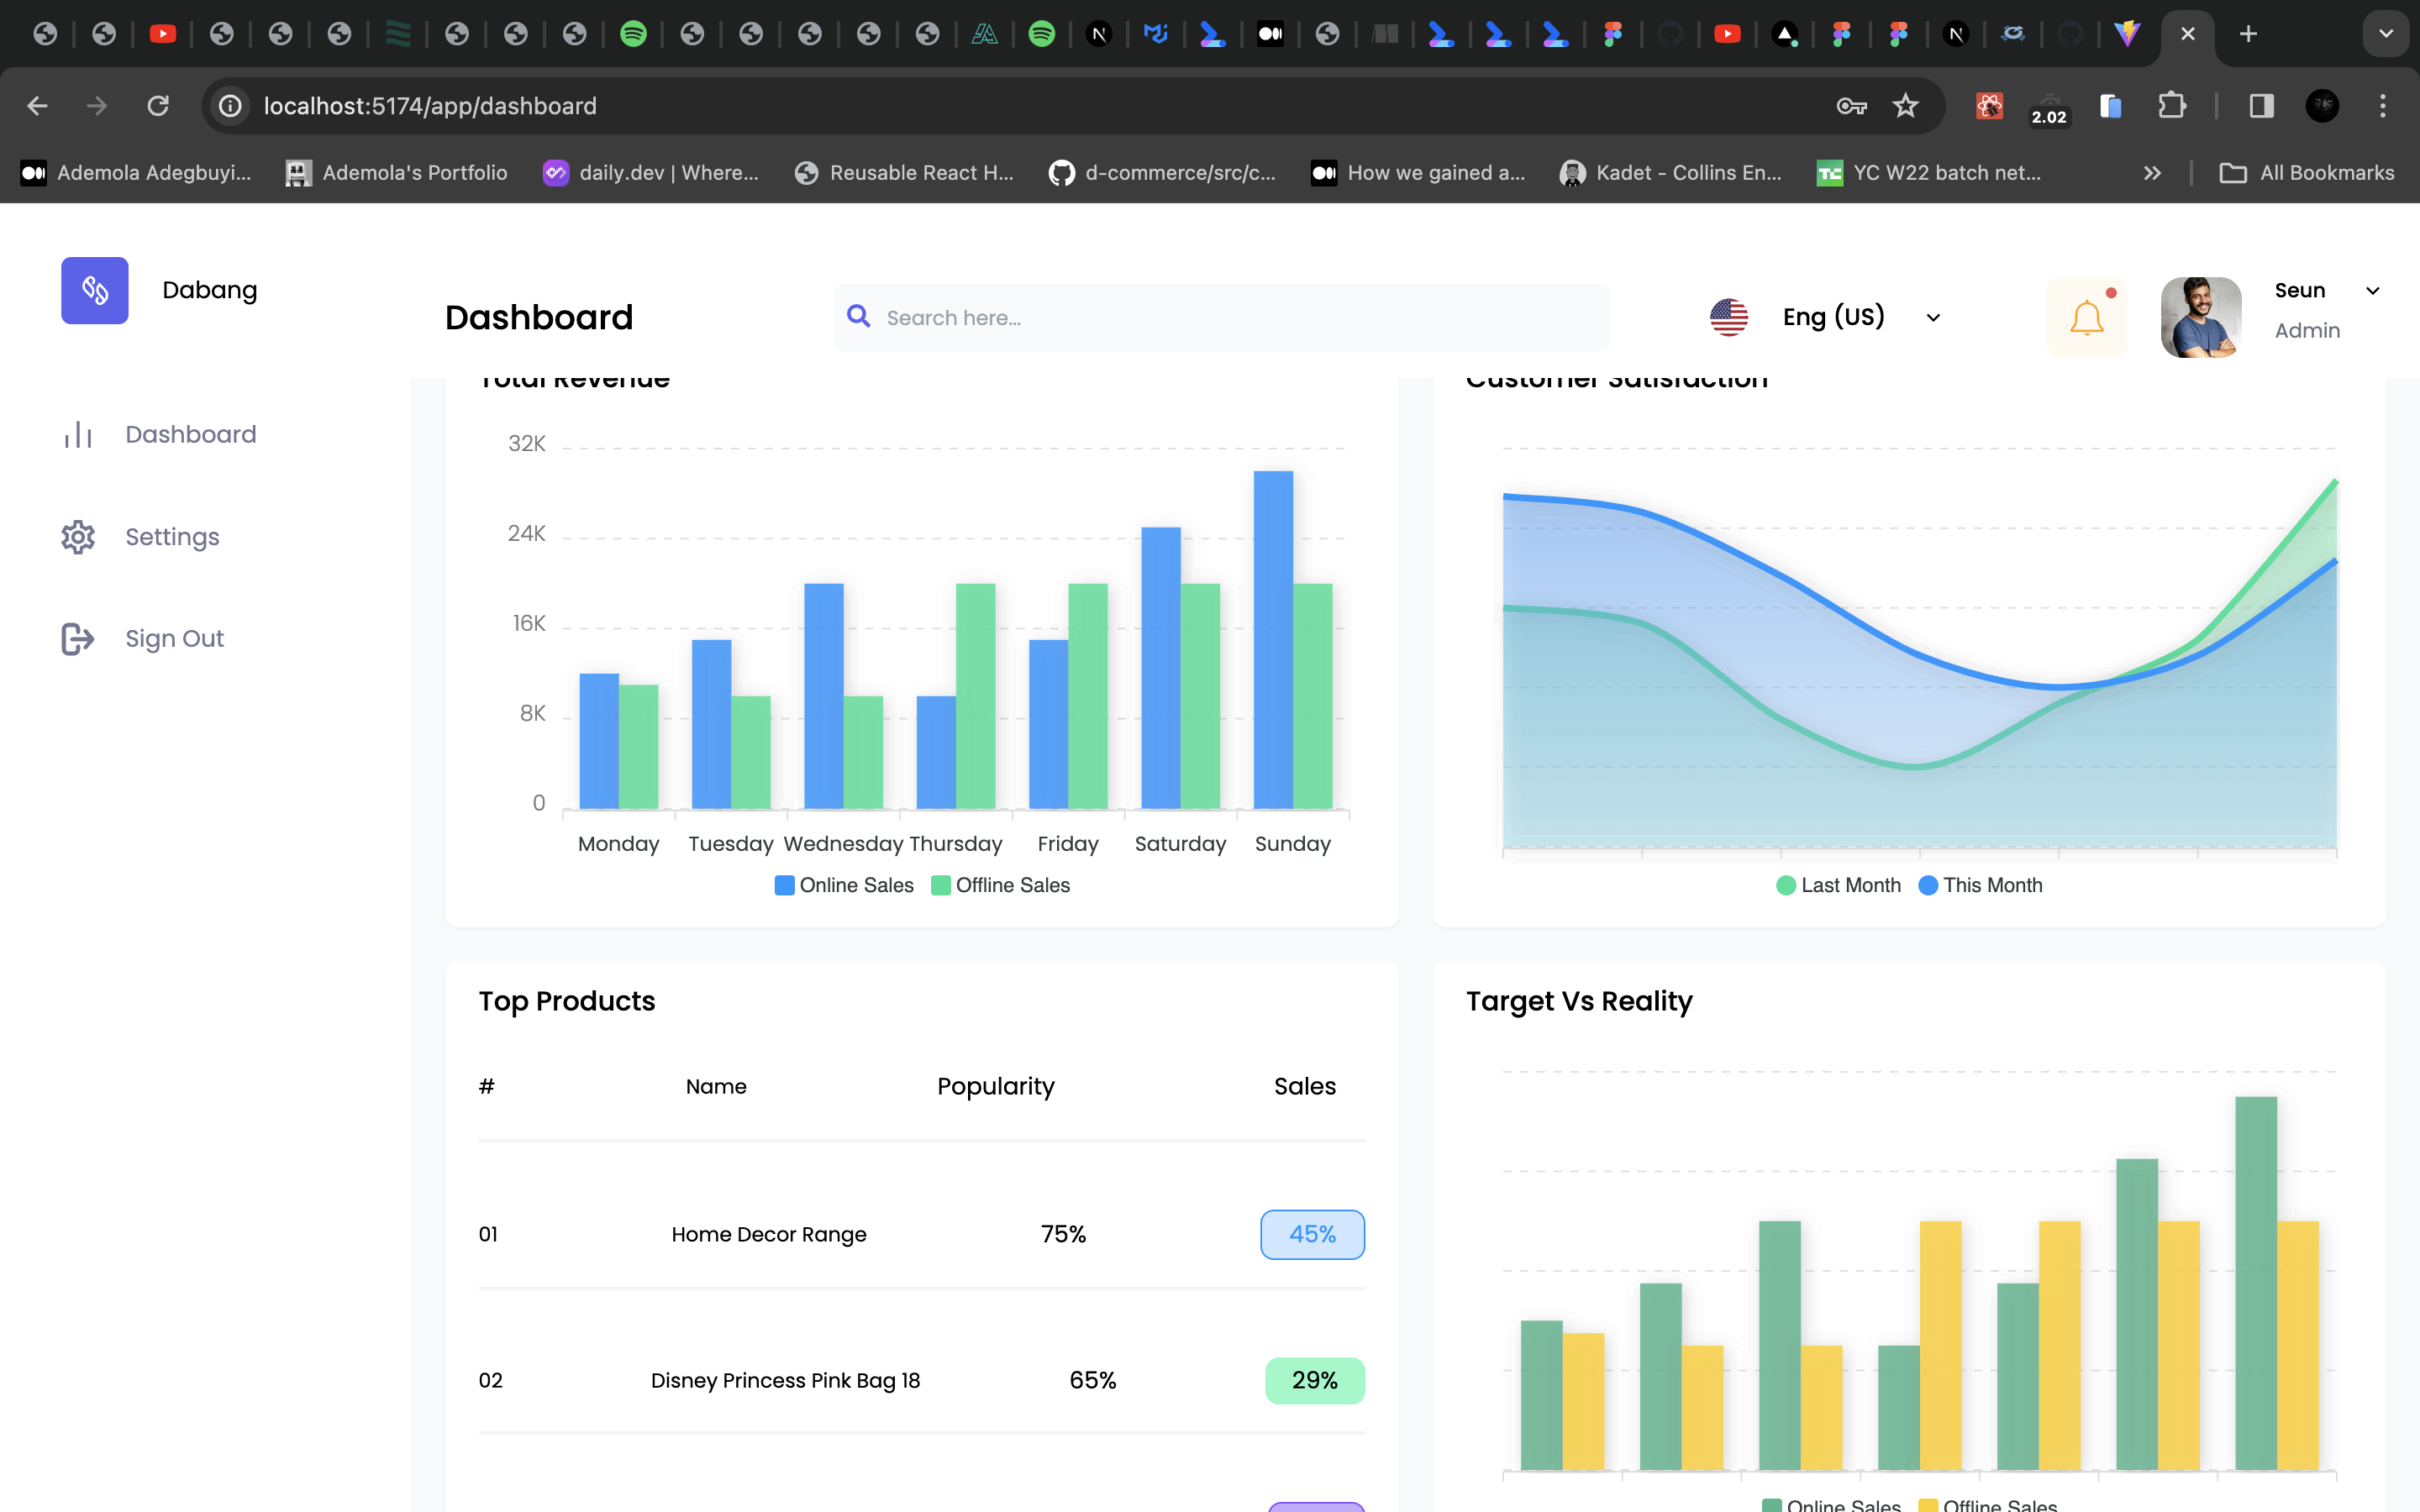 localhost:5174/app/dashboard
2.02
Ademola Adegbuyi...
Ademola's Portfolio
daily.dev | Where...
Reusable React H...
d-commerce/src/c...
How we gained a...
Kadet - Collins En...
YC W22 batch net...
All Bookmarks
Dabang
Dashboard
Search here...
Eng (US)
Seun
Admin
Dashboard
Settings
Sign Out
Total Revenue
32K
24K
16K
8K
0
Monday Tuesday Wednesday Thursday Friday Saturday Sunday
Online Sales Offline Sales
Customer Satisfaction
Last Month This Month
Top Products
# Name Popularity Sales
01 Home Decor Range 75% 45%
02 Disney Princess Pink Bag 18 65% 29%
Target Vs Reality
Online Sales Offline Sales